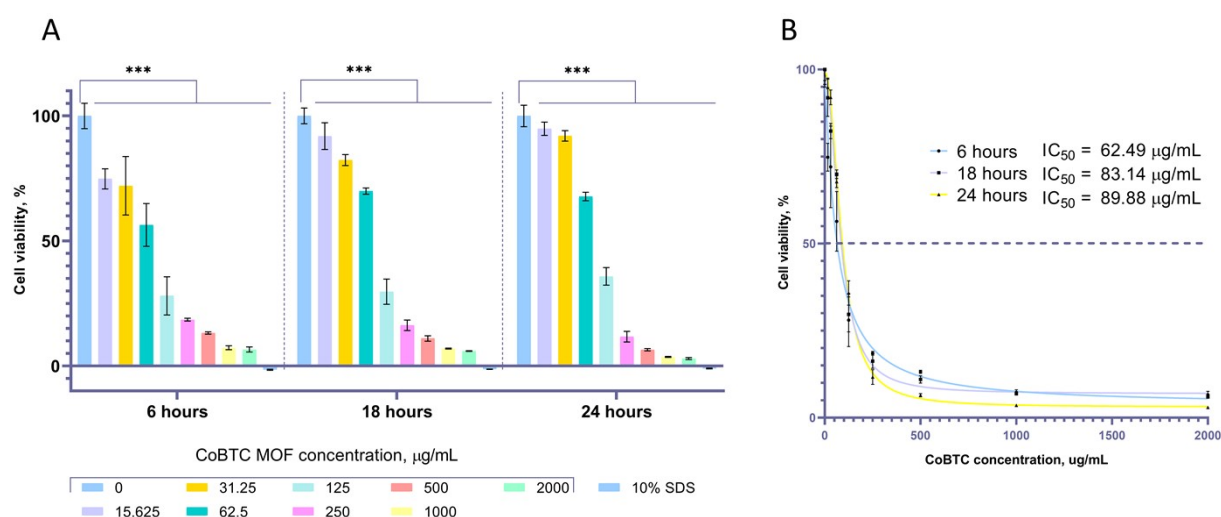 A
***
***
***
100
50
0
Cell viability, %
6 hours
18 hours
24 hours
CoBTC MOF concentration, μg/mL
0
31.25
125
500
2000
10% SDS
15.625
62.5
250
1000
B
100
50
0
Cell viability, %
6 hours IC50 = 62.49 μg/mL
18 hours IC50 = 83.14 μg/mL
24 hours IC50 = 89.88 μg/mL
0
500
1000
1500
2000
CoBTC concentration, ug/mL